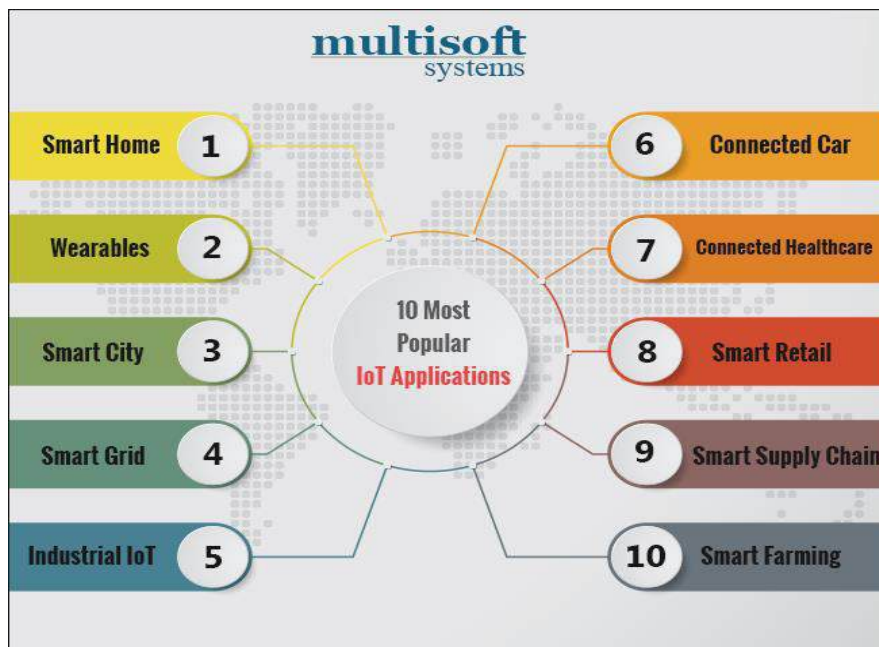 multisoft
systems
Smart Home 1
Wearables 2
Smart City 3
Smart Grid 4
Industrial IoT 5
10 Most
Popular
IoT Applications
6 Connected Car
7 Connected Healthcare
8 Smart Retail
9 Smart Supply Chain
10 Smart Farming